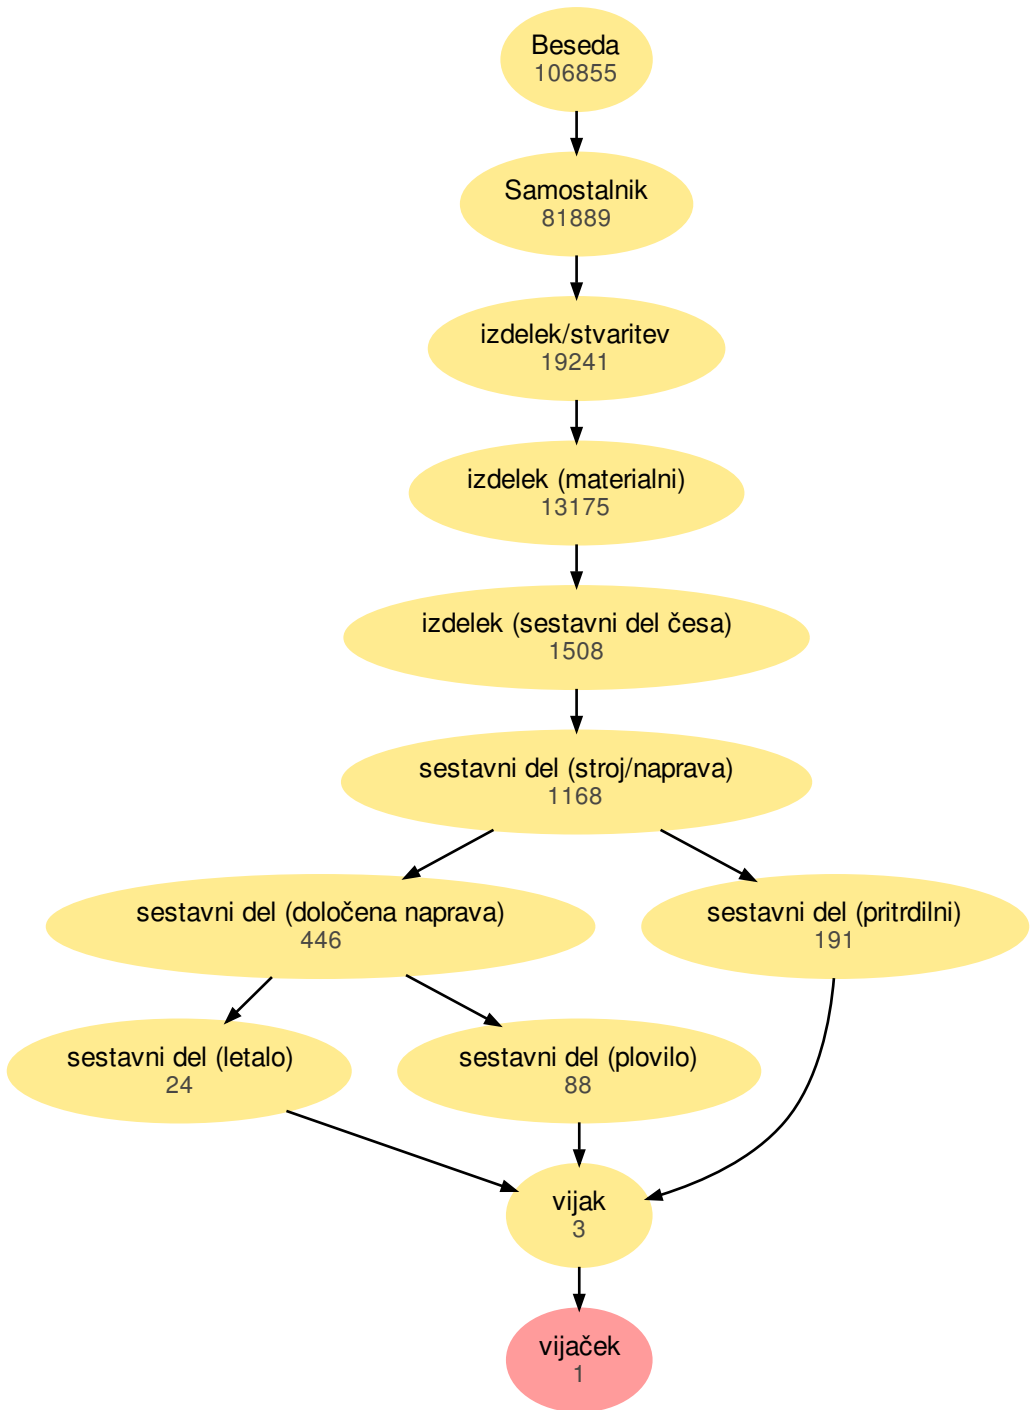 Beseda
106855
Samostalnik
81889
izdelek/stvaritev
19241
izdelek (materialni)
13175
izdelek (sestavni del česa)
1508
sestavni del (stroj/naprava)
1168
sestavni del (določena naprava)
446
sestavni del (pritrdilni)
191
sestavni del (letalo)
24
sestavni del (plovilo)
88
vijak
3
vijaček
1